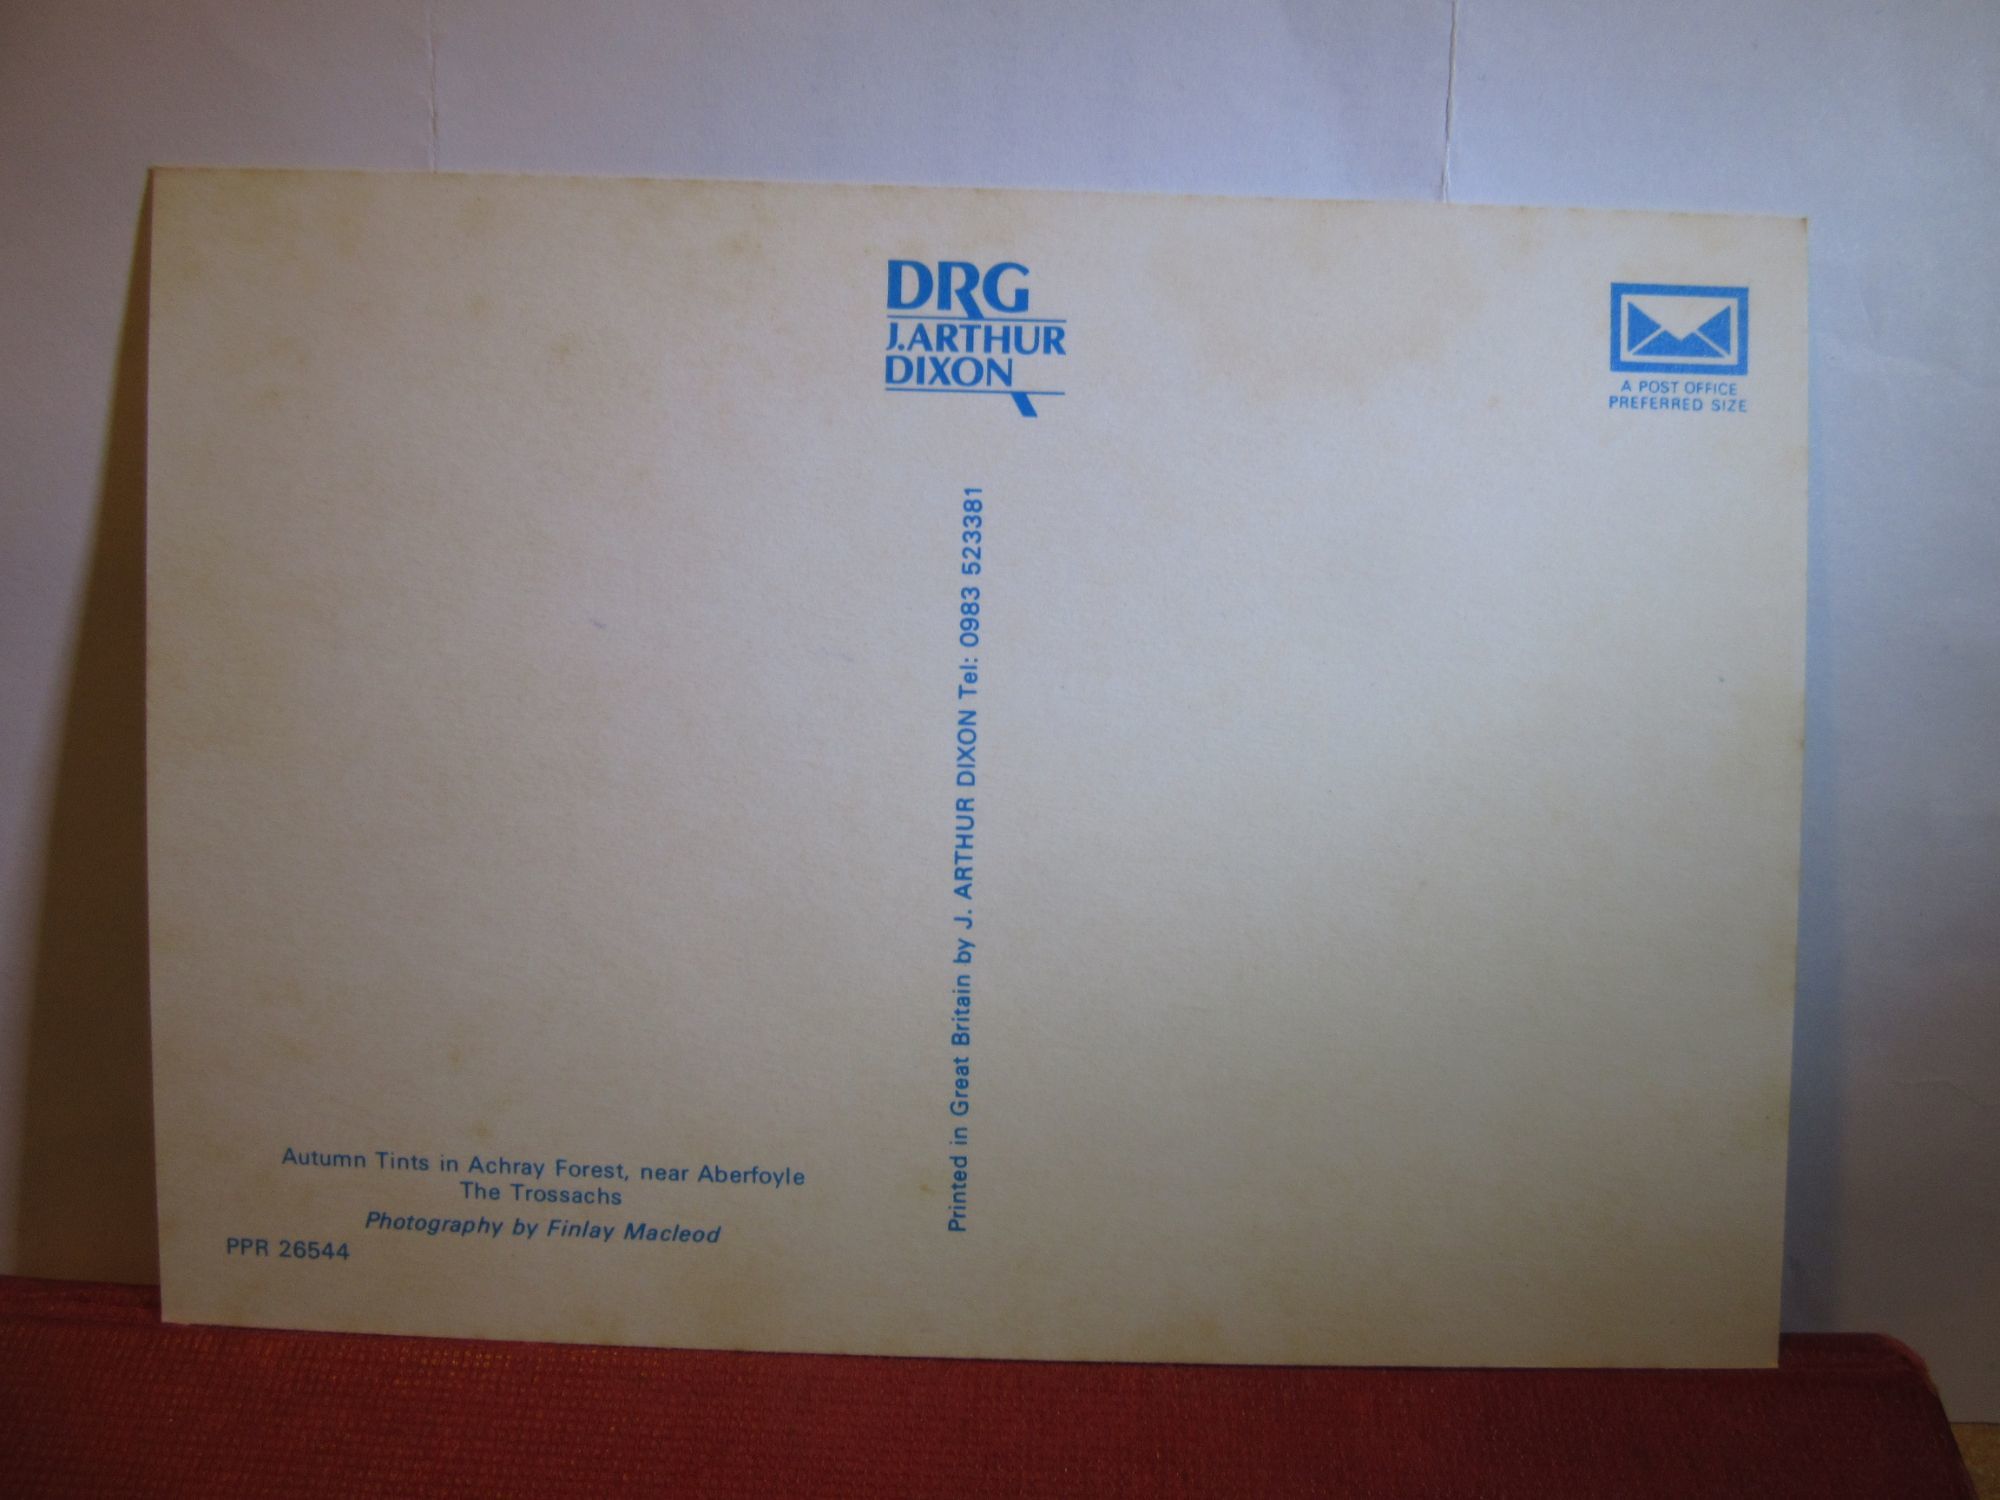 DRG
J.ARTHUR
DIXON
A POST OFFICE
PREFERRED SIZE
Printed in Great Britain by J. ARTHUR DIXON Tel: 0983 523381
Autumn Tints in Achray Forest, near Aberfoyle
The Trossachs
Photography by Finlay Macleod
PPR 26544